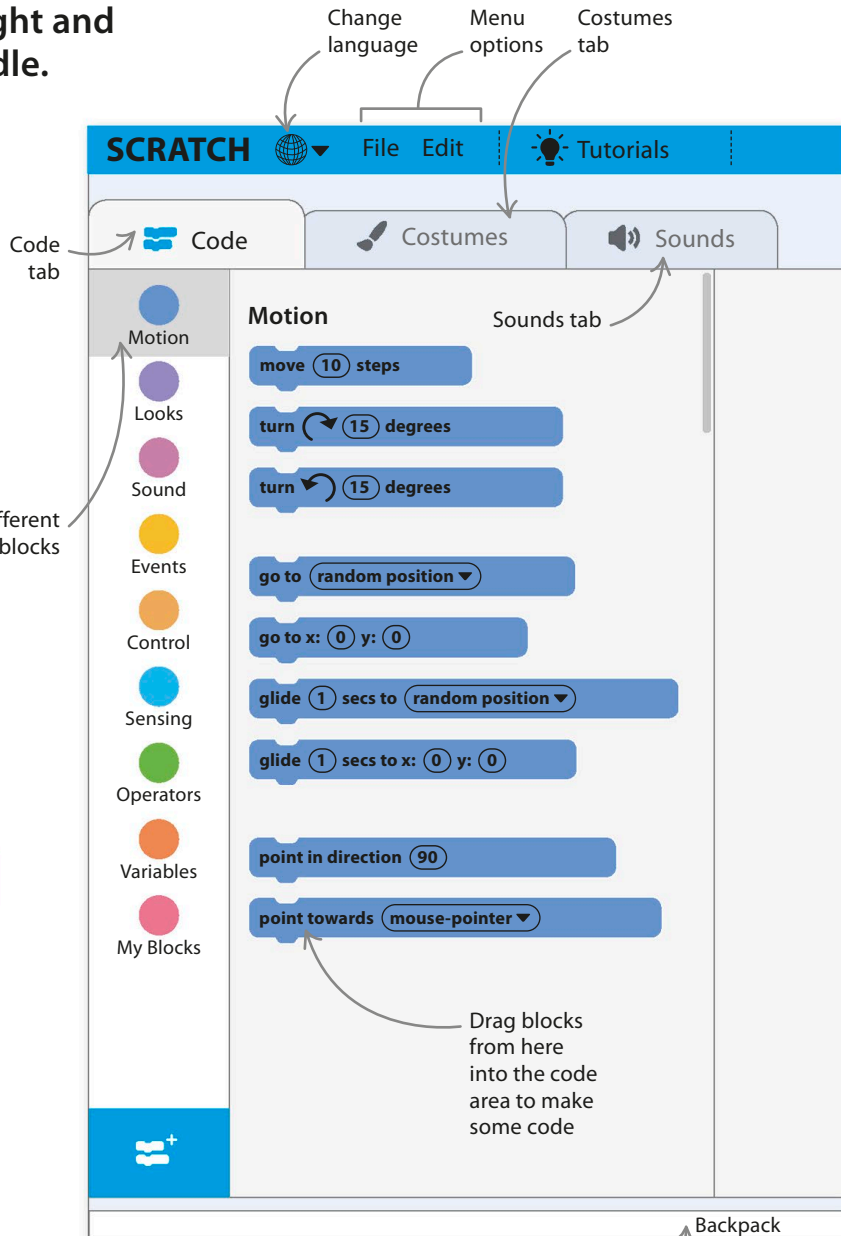 ght and
dle.
Change
language
Menu
options
Costumes
tab
SCRATCH File Edit Tutorials
Code
tab
Code Costumes Sounds
Sounds tab
Motion
Looks
Sound
Events
Control
Sensing
Operators
Variables
My Blocks
fferent
blocks
Motion
move 10 steps
turn 15 degrees
turn 15 degrees
go to random position
go to x: 0 y: 0
glide 1 secs to random position
glide 1 secs to x: 0 y: 0
point in direction 90
point towards mouse-pointer
Drag blocks
from here
into the code
area to make
some code
Backpack